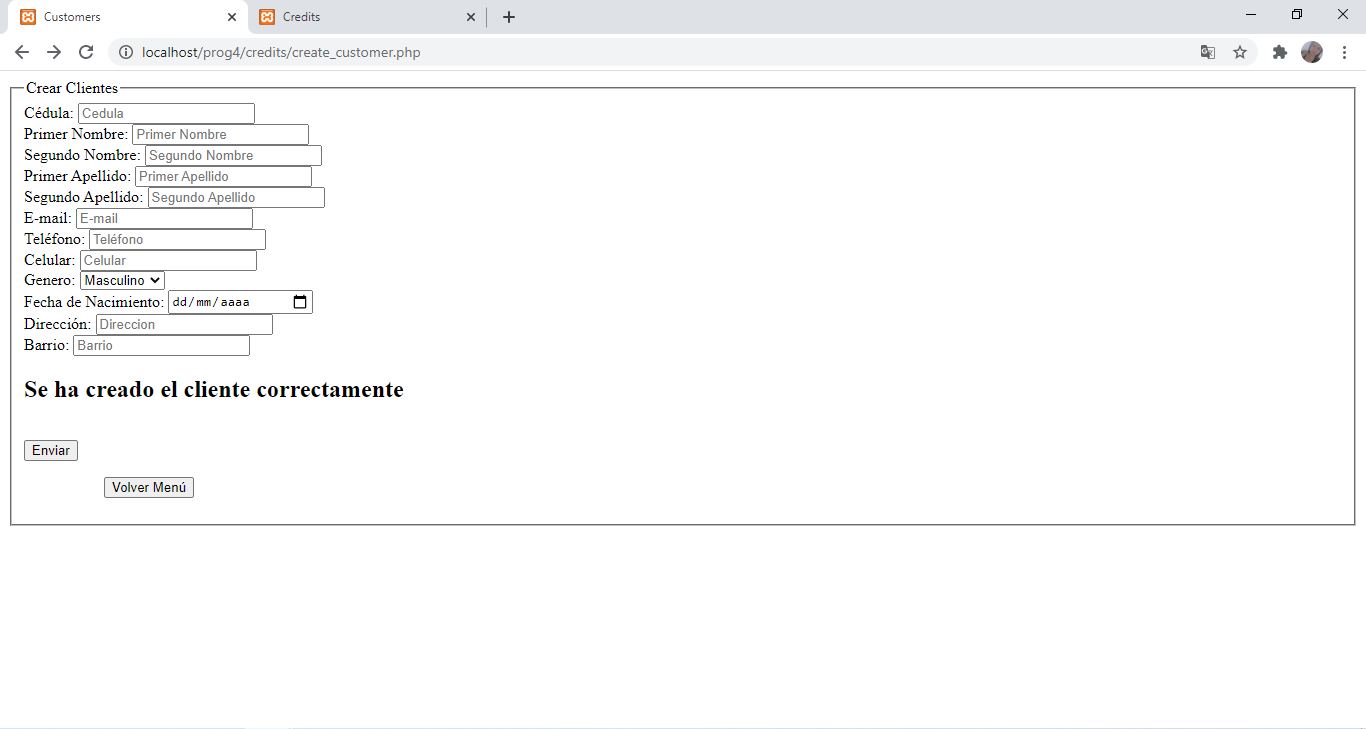 Customers
Credits
localhost/prog4/credits/create_customer.php
Crear Clientes
Cédula: Cedula
Primer Nombre: Primer Nombre
Segundo Nombre: Segundo Nombre
Primer Apellido: Primer Apellido
Segundo Apellido: Segundo Apellido
E-mail: E-mail
Teléfono: Teléfono
Celular: Celular
Genero: Masculino
Fecha de Nacimiento: dd/mm/aaaa
Dirección: Direccion
Barrio: Barrio
Se ha creado el cliente correctamente
Enviar
Volver Menú